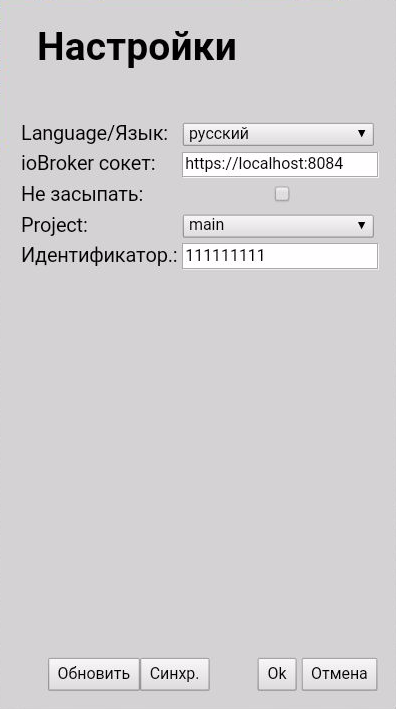 Настройки
Language/Язык: русский
ioBroker сокет: https://localhost:8084
Не засыпать:
Project: main
Идентификатор.: 111111111
Обновить Синхр. Ok Отмена